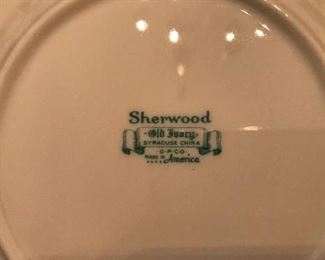 Sherwood
Old Ivory
SYRACUSE CHINA
O.P.CO.
MADE IN America